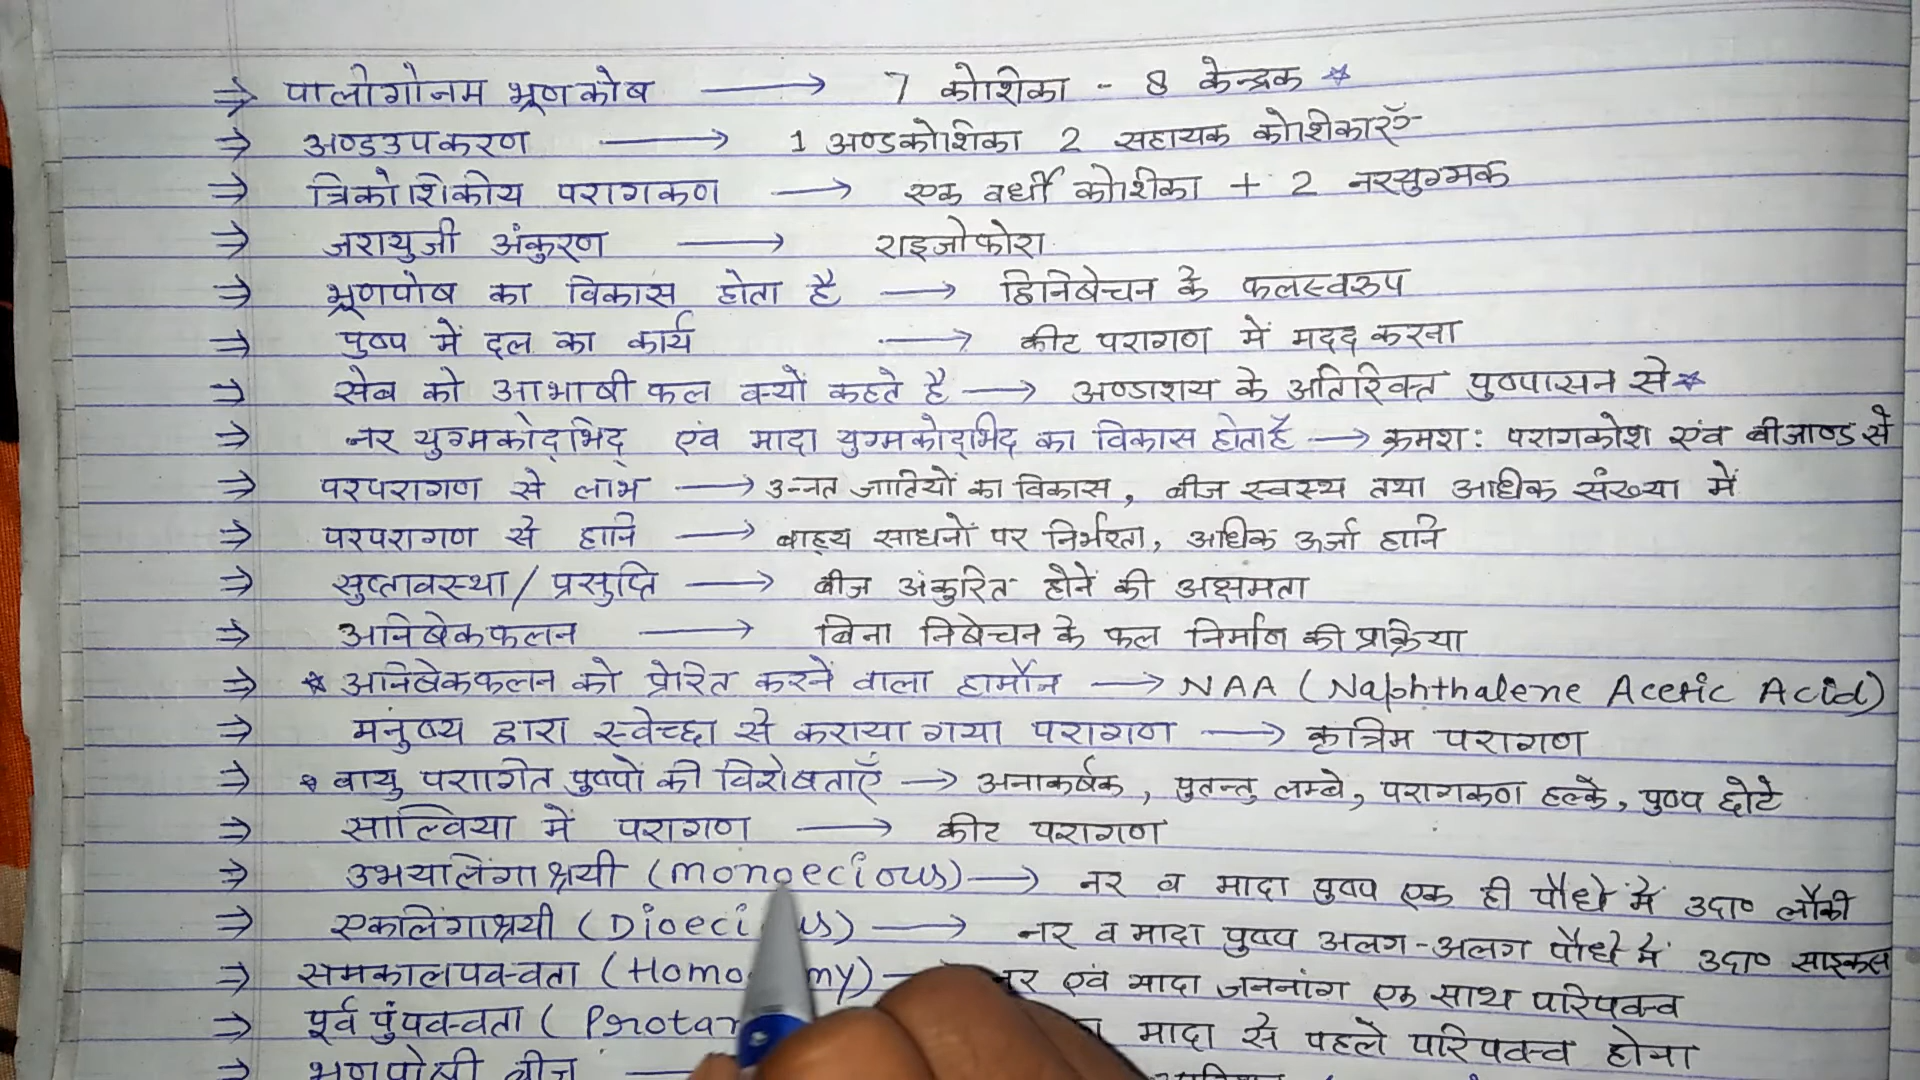 ⇒ पालीगोनम भ्रूणकोष ⟶ 7 कोशिका - 8 केन्द्रक ☆
⇒ अण्डउपकरण ⟶ 1 अण्डकोशिका 2 सहायक कोशिकाएँ
⇒ त्रिकोशिकीय परागकण ⟶ एक वर्धी कोशिका + 2 नरयुग्मक
⇒ जरायुजी अंकुरण ⟶ राइजोफोरा
⇒ भ्रूणपोष का विकास होता है ⟶ द्विनिषेचन के फलस्वरूप
⇒ पुष्प में दल का कार्य ⟶ कीट परागण में मदद करना
⇒ सेब को आभाषी फल क्यों कहते है ⟶ अण्डाशय के अतिरिक्त पुष्पासन से ☆
⇒ नर युग्मकोद्भिद् एवं मादा युग्मकोद्भिद का विकास होता है ⟶ क्रमश: परागकोश एंव बीजाण्ड से
⇒ परपरागण से लाभ ⟶ उन्नत जातियों का विकास, बीज स्वस्थ तथा अधिक संख्या में
⇒ परपरागण से हानि ⟶ बाह्य साधनों पर निर्भरता, अधिक ऊर्जा हानि
⇒ सुप्तावस्था/प्रसुप्ति ⟶ बीज अंकुरित होने की अक्षमता
⇒ अनिषेकफलन ⟶ बिना निषेचन के फल निर्माण की प्रक्रिया
⇒ ☆ अनिषेकफलन को प्रेरित करने वाला हार्मोन ⟶ NAA (Naphthalene Acetic Acid)
⇒ मनुष्य द्वारा स्वेच्छा से कराया गया परागण ⟶ कृत्रिम परागण
⇒ ☆ वायु परागित पुष्पों की विशेषताएँ ⟶ अनाकर्षक, पुतन्तु लम्बे, परागकण हल्के, पुष्प छोटे
⇒ साल्विया में परागण ⟶ कीट परागण
⇒ उभयलिंगाश्रयी (monoecious) ⟶ नर व मादा पुष्प एक ही पौधे में उदा० लौकी
⇒ एकलिंगाश्रयी (Dioeci us) ⟶ नर व मादा पुष्प अलग-अलग पौधे में उदा० साइकस
⇒ समकालपक्वता (Homo my) नर एवं मादा जननांग एक साथ परिपक्व
⇒ पूर्व पुंपक्वता (Protan मादा से पहले परिपक्व होना
⇒ भ्रूणपोषी बीज